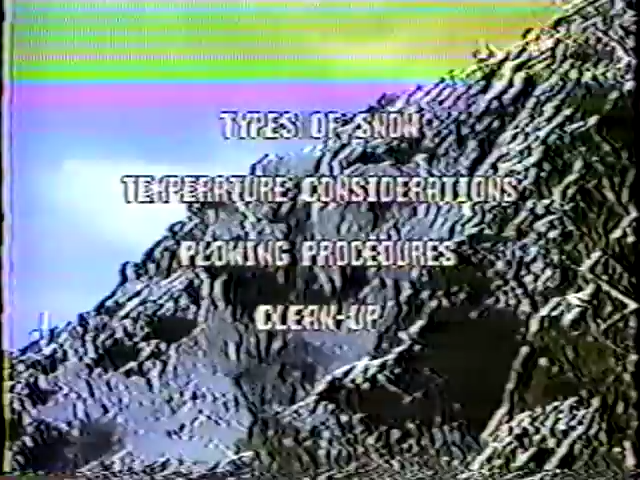 TYPES OF SNOW
TEMPERATURE CONSIDERATIONS
PLOWING PROCEDURES
CLEAN-UP